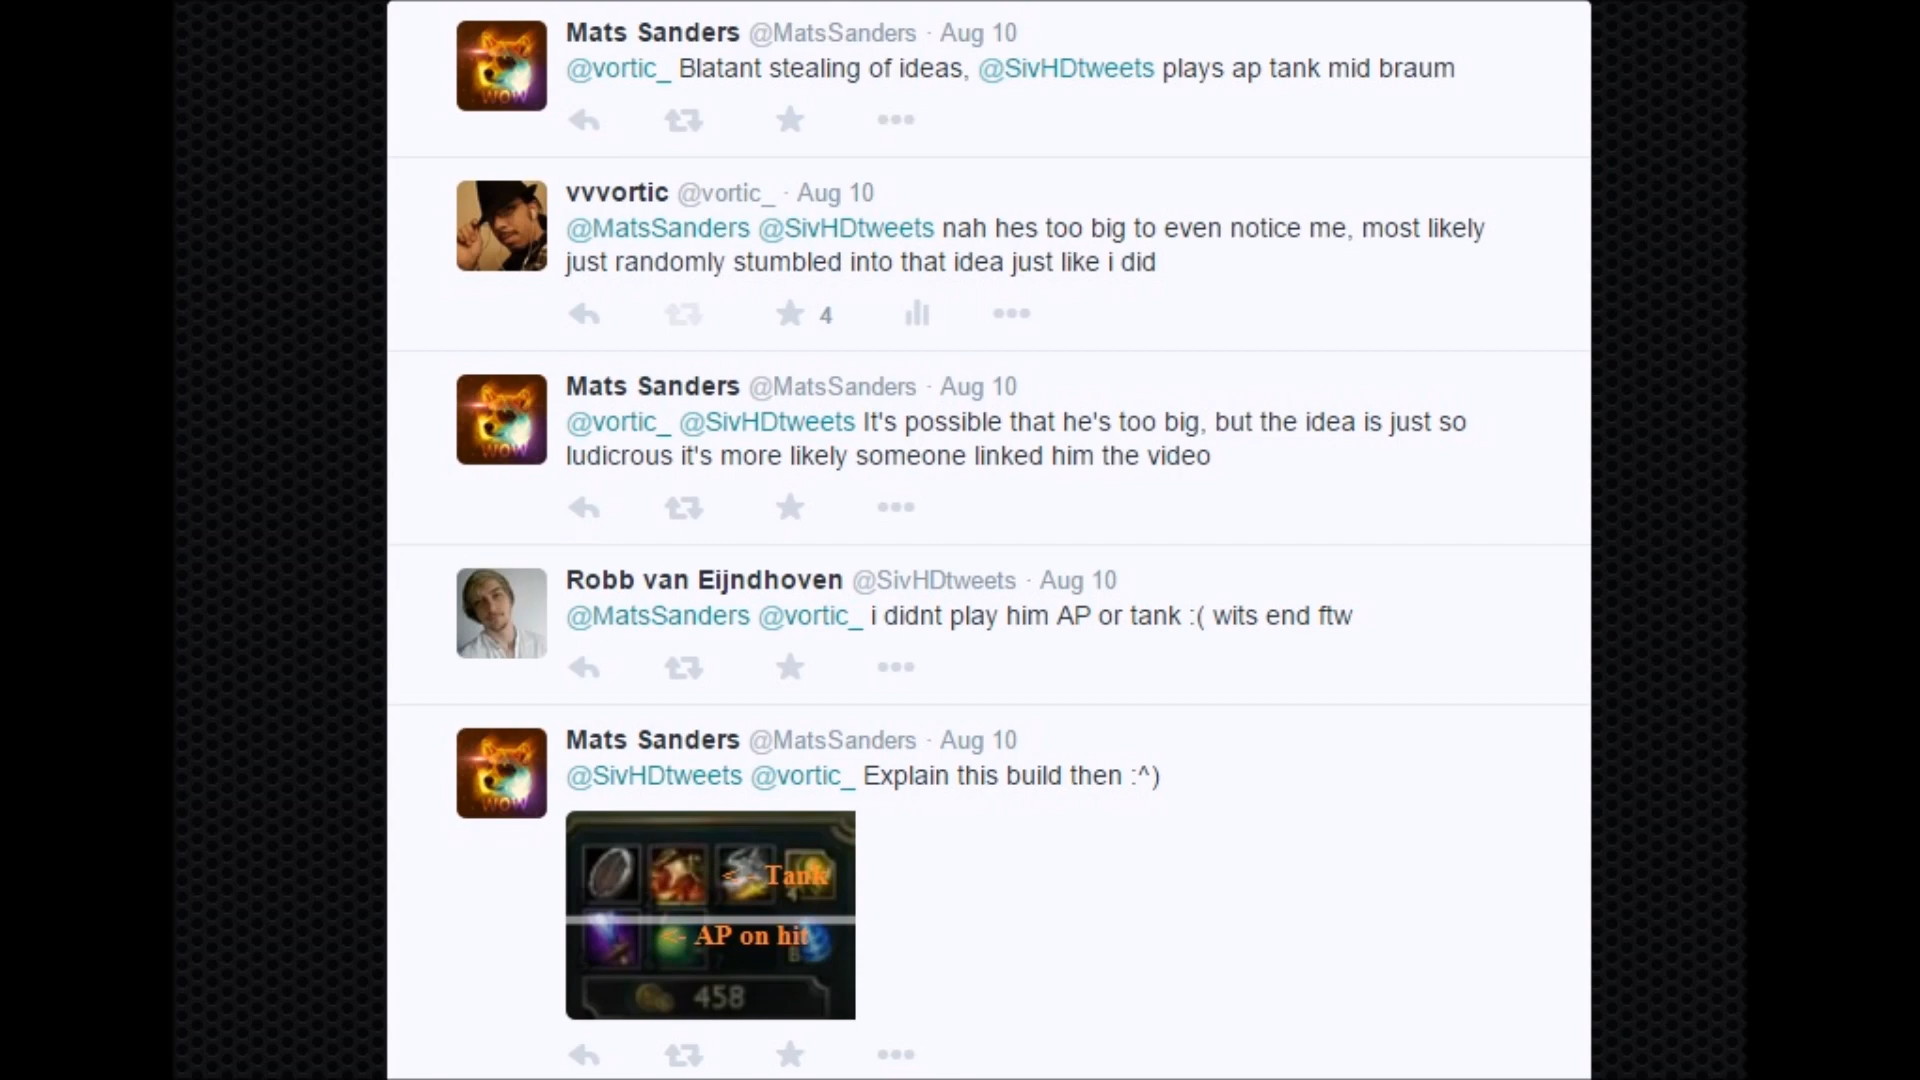 Mats Sanders @MatsSanders · Aug 10
@vortic_ Blatant stealing of ideas, @SivHDtweets plays ap tank mid braum
WOW
vvvortic @vortic_ · Aug 10
@MatsSanders @SivHDtweets nah hes too big to even notice me, most likely
just randomly stumbled into that idea just like i did
4
Mats Sanders @MatsSanders · Aug 10
@vortic_ @SivHDtweets It's possible that he's too big, but the idea is just so
ludicrous it's more likely someone linked him the video
WOW
Robb van Eijndhoven @SivHDtweets · Aug 10
@MatsSanders @vortic_ i didnt play him AP or tank :( wits end ftw
Mats Sanders @MatsSanders · Aug 10
@SivHDtweets @vortic_ Explain this build then :^)
WOW
<- Tank
4
<- AP on hit
B
458